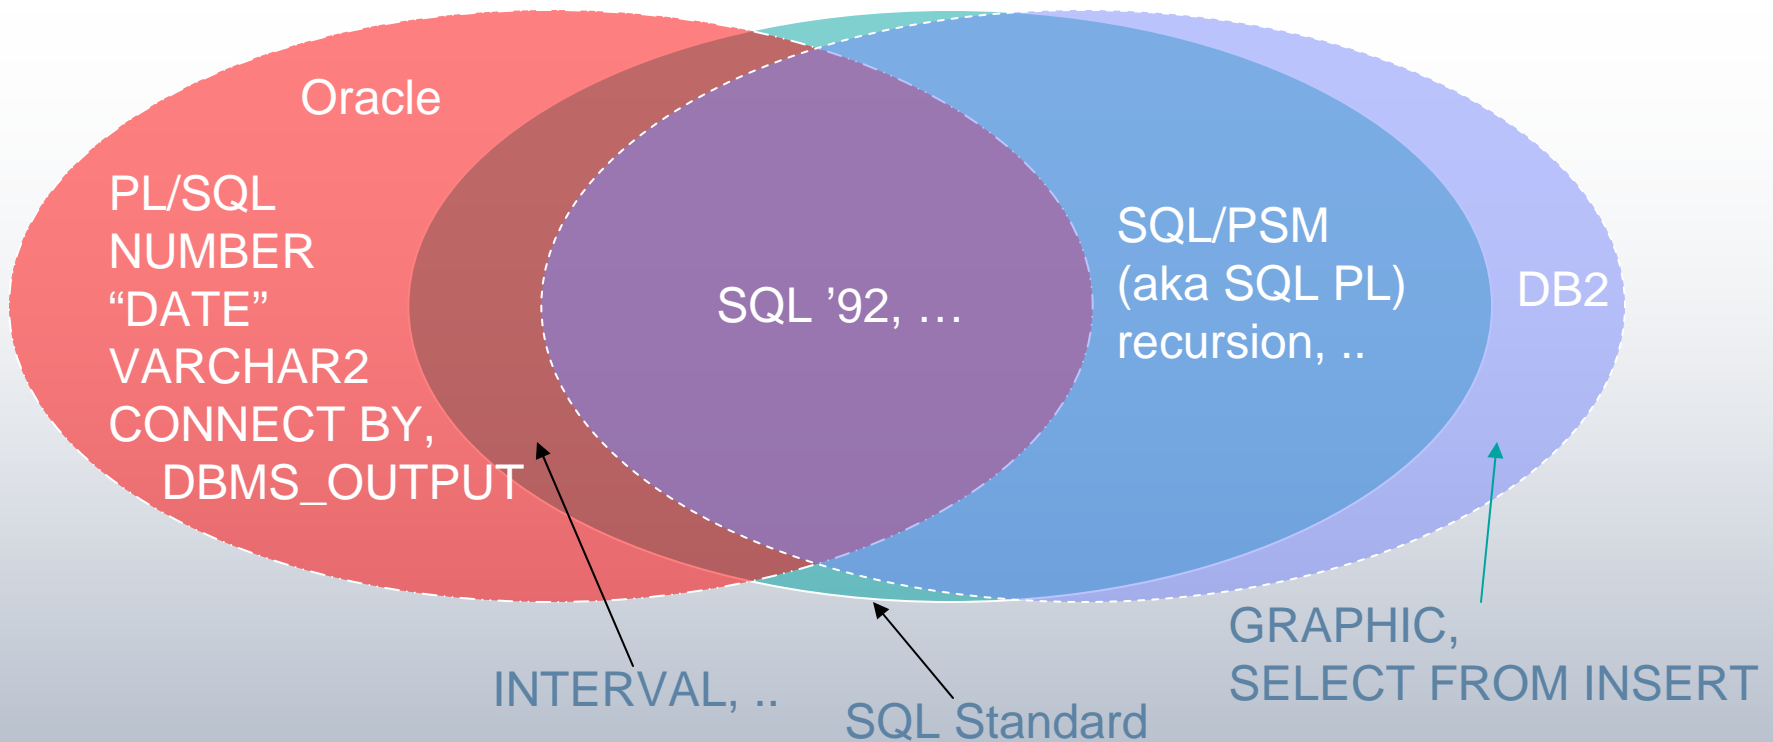 Oracle
PL/SQL
NUMBER
“DATE”
VARCHAR2
CONNECT BY,
DBMS_OUTPUT
SQL ’92, …
SQL/PSM
(aka SQL PL)
recursion, ..
DB2
INTERVAL, ..
SQL Standard
GRAPHIC,
SELECT FROM INSERT